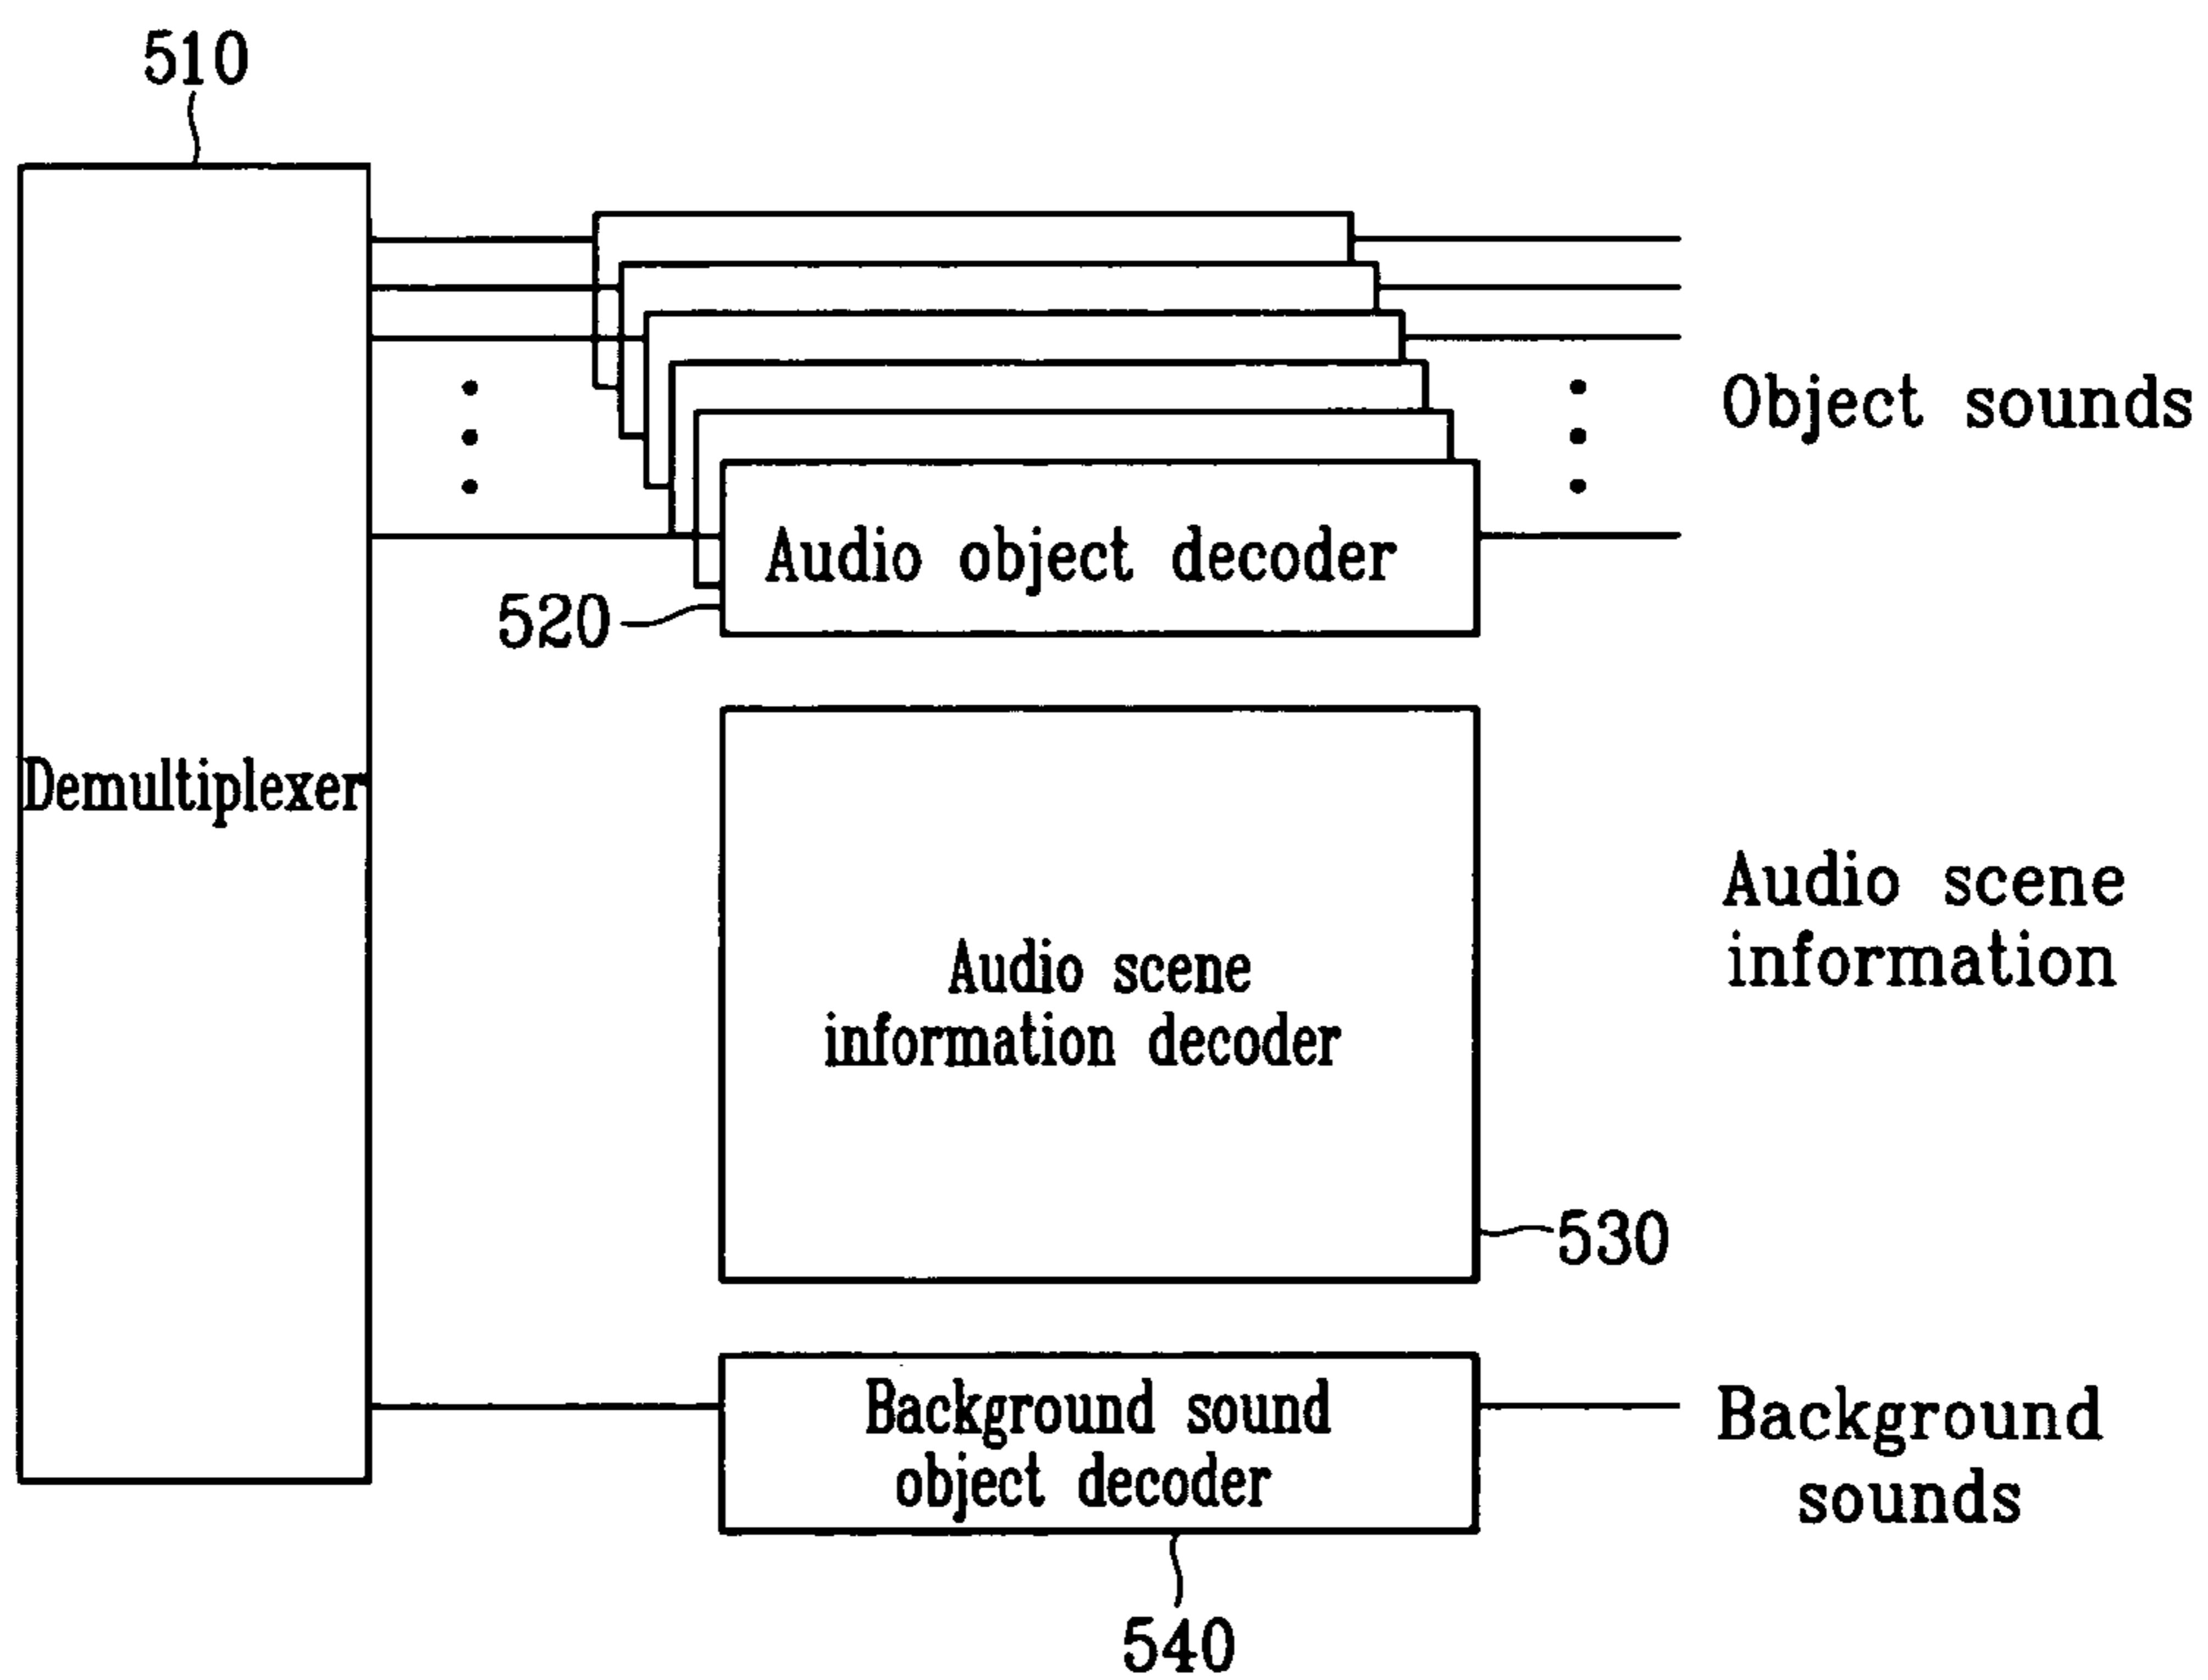 510
Object sounds
Audio object decoder
520
Demultiplexer
Audio scene
information
Audio scene
information decoder
530
Background sound
object decoder
Background
sounds
540